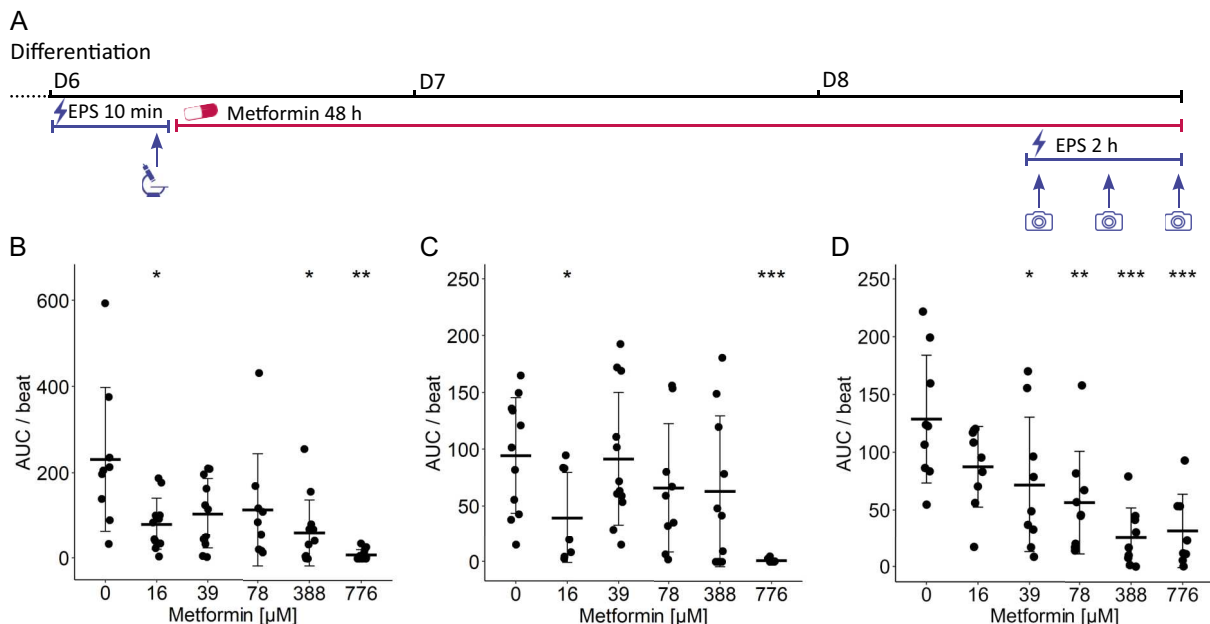 A
Differentiation
D6 D7 D8
EPS 10 min Metformin 48 h
EPS 2 h
B
* * **
600
400
200
0
AUC / beat
0 16 39 78 388 776
Metformin [µM]
C
* ***
250
200
150
100
50
0
AUC / beat
0 16 39 78 388 776
Metformin [µM]
D
* ** *** ***
250
200
150
100
50
0
AUC / beat
0 16 39 78 388 776
Metformin [µM]